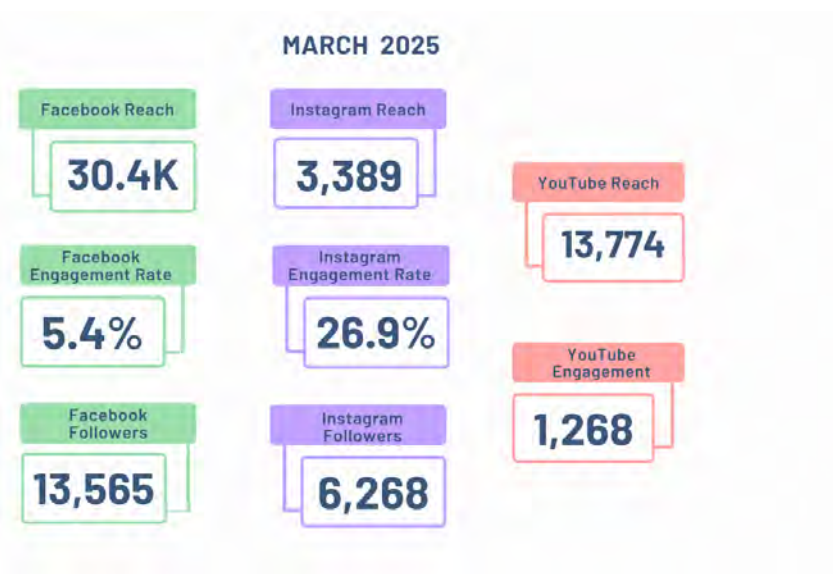 MARCH 2025
Facebook Reach
30.4K
Facebook
Engagement Rate
5.4%
Facebook
Followers
13,565
Instagram Reach
3,389
Instagram
Engagement Rate
26.9%
Instagram
Followers
6,268
YouTube Reach
13,774
YouTube
Engagement
1,268